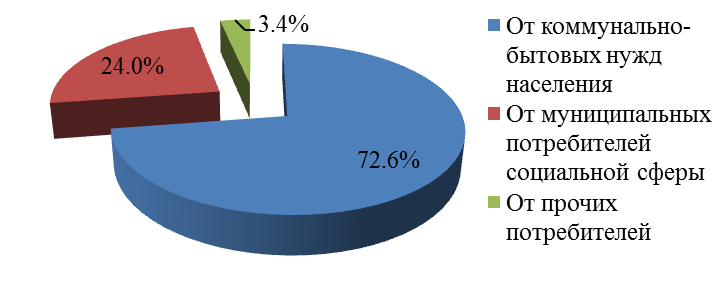 3.4%
24.0%
72.6%
От коммунально-
бытовых нужд
населения
От муниципальных
потребителей
социальной сферы
От прочих
потребителей